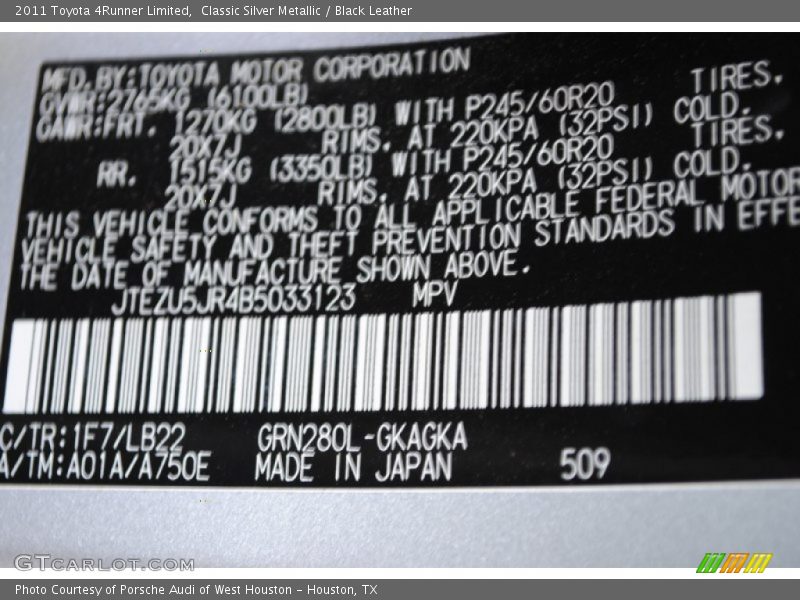 2011 Toyota 4Runner Limited,  Classic Silver Metallic / Black Leather
MFD.BY:TOYOTA MOTOR CORPORATION
GVWR:2765KG (6100LB)
GAWR:FRT. 1270KG (2800LB) WITH P245/60R20 TIRES.
20X7J RIMS. AT 220KPA (32PSI) COLD.
RR. 1515KG (3350LB) WITH P245/60R20 TIRES.
20X7J RIMS. AT 220KPA (32PSI) COLD.
THIS VEHICLE CONFORMS TO ALL APPLICABLE FEDERAL MOTOR
VEHICLE SAFETY AND THEFT PREVENTION STANDARDS IN EFFE
THE DATE OF MANUFACTURE SHOWN ABOVE.
JTEZU5JR4B5033123 MPV
C/TR:1F7/LB22 GRN280L-GKAGKA
A/TM:A01A/A750E MADE IN JAPAN 509
GTCARLOT.COM
Photo Courtesy of Porsche Audi of West Houston - Houston, TX